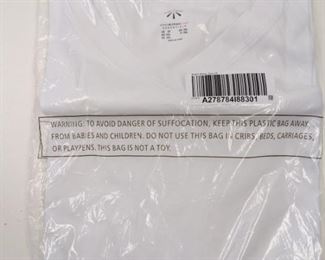 A278784I88301
WARNING: TO AVOID DANGER OF SUFFOCATION, KEEP THIS PLASTIC BAG AWAY
FROM BABIES AND CHILDREN. DO NOT USE THIS BAG IN CRIBS, BEDS, CARRIAGES,
OR PLAYPENS. THIS BAG IS NOT A TOY.